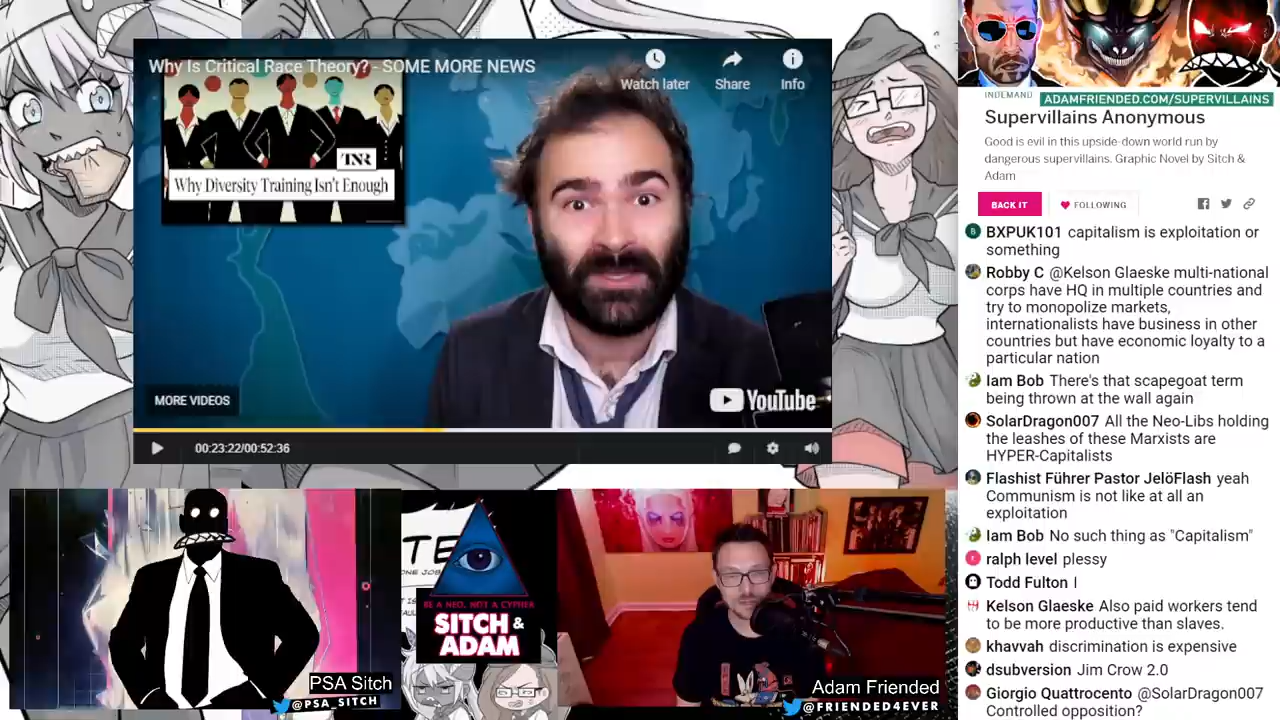 Why Is Critical Race Theory? - SOME MORE NEWS
Watch later
Share
Info
TNR
Why Diversity Training Isn't Enough
MORE VIDEOS
YouTube
00:23:22/00:52:36
PSA Sitch
@PSA_SITCH
TE
ONE JOB
BE A NEO, NOT A CYPHER
SITCH &
ADAM
Adam Friended
@FRIENDED4EVER
INDEMAND
ADAMFRIENDED.COM/SUPERVILLAINS
Supervillains Anonymous
Good is evil in this upside-down world run by
dangerous supervillains. Graphic Novel by Sitch &
Adam
BACK IT
FOLLOWING
BXPUK101 capitalism is exploitation or
something
Robby C @Kelson Glaeske multi-national
corps have HQ in multiple countries and
try to monopolize markets,
internationalists have business in other
countries but have economic loyalty to a
particular nation
Iam Bob There's that scapegoat term
being thrown at the wall again
SolarDragon007 All the Neo-Libs holding
the leashes of these Marxists are
HYPER-Capitalists
Flashist Führer Pastor JelöFlash yeah
Communism is not like at all an
exploitation
Iam Bob No such thing as "Capitalism"
ralph level plessy
Todd Fulton I
Kelson Glaeske Also paid workers tend
to be more productive than slaves.
khavvah discrimination is expensive
dsubversion Jim Crow 2.0
Giorgio Quattrocento @SolarDragon007
Controlled opposition?